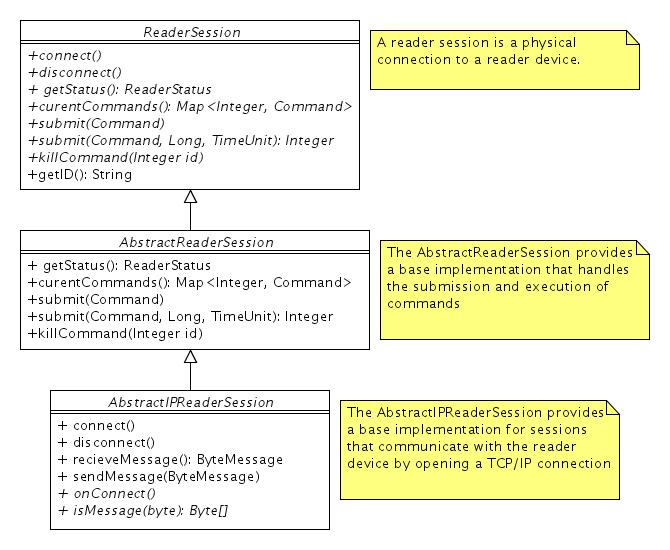 ReaderSession
+connect()
+disconnect()
+ getStatus(): ReaderStatus
+curentCommands(): Map<Integer, Command>
+submit(Command)
+submit(Command, Long, TimeUnit): Integer
+killCommand(Integer id)
+getID(): String
A reader session is a physical
connection to a reader device.
AbstractReaderSession
+ getStatus(): ReaderStatus
+curentCommands(): Map<Integer, Command>
+submit(Command)
+submit(Command, Long, TimeUnit): Integer
+killCommand(Integer id)
The AbstractReaderSession provides
a base implementation that handles
the submission and execution of
commands
AbstractIPReaderSession
+ connect()
+ disconnect()
+ recieveMessage(): ByteMessage
+ sendMessage(ByteMessage)
+ onConnect()
+ isMessage(byte): Byte[]
The AbstractIPReaderSession provides
a base implementation for sessions
that communicate with the reader
device by opening a TCP/IP connection